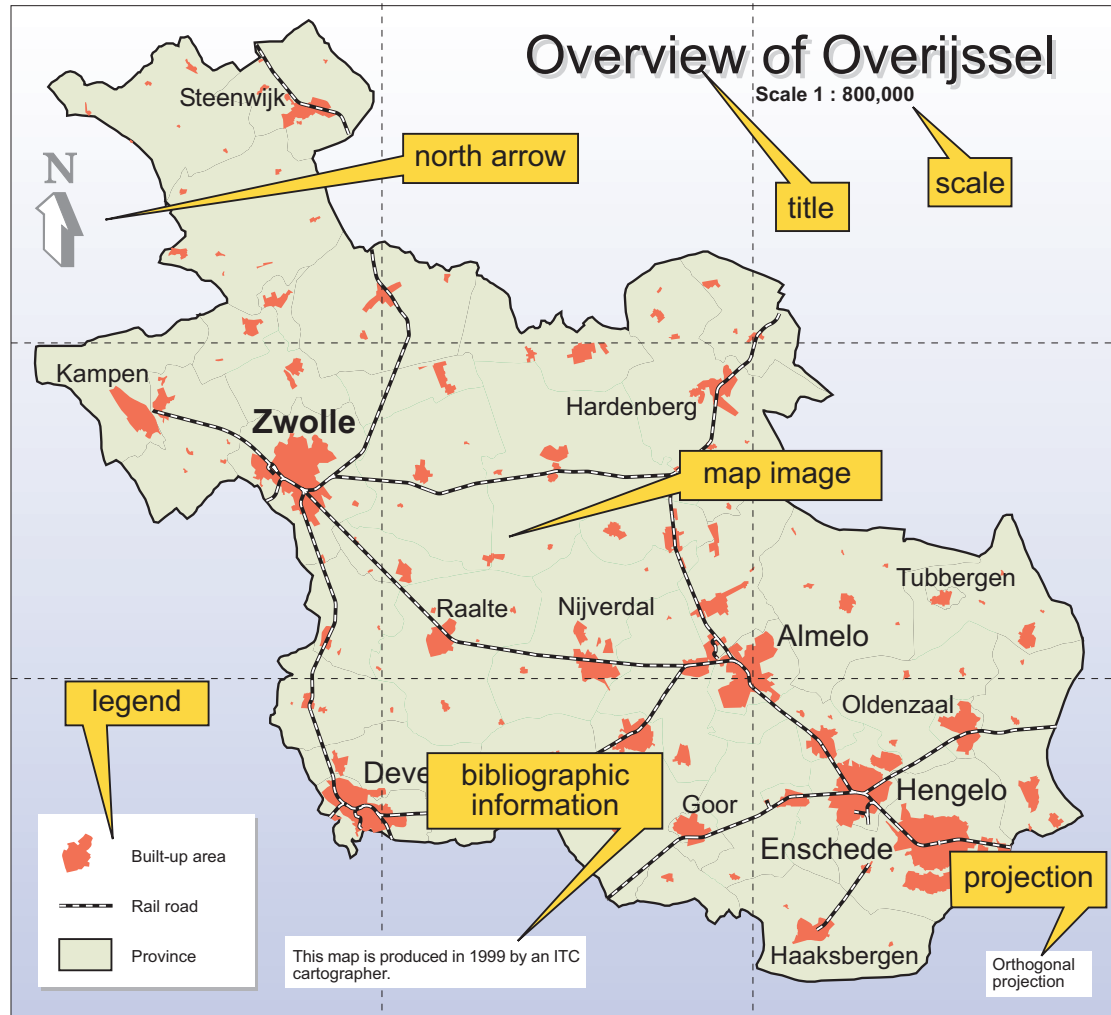 Overview of Overijssel
Scale 1 : 800,000
Steenwijk
north arrow
N
title
scale
Kampen
Zwolle
Hardenberg
map image
Tubbergen
Raalte
Nijverdal
Almelo
legend
Oldenzaal
Deve
bibliographic
information
Goor
Hengelo
Enschede
projection
Haaksbergen
Built-up area
Rail road
Province
This map is produced in 1999 by an ITC
cartographer.
Orthogonal
projection